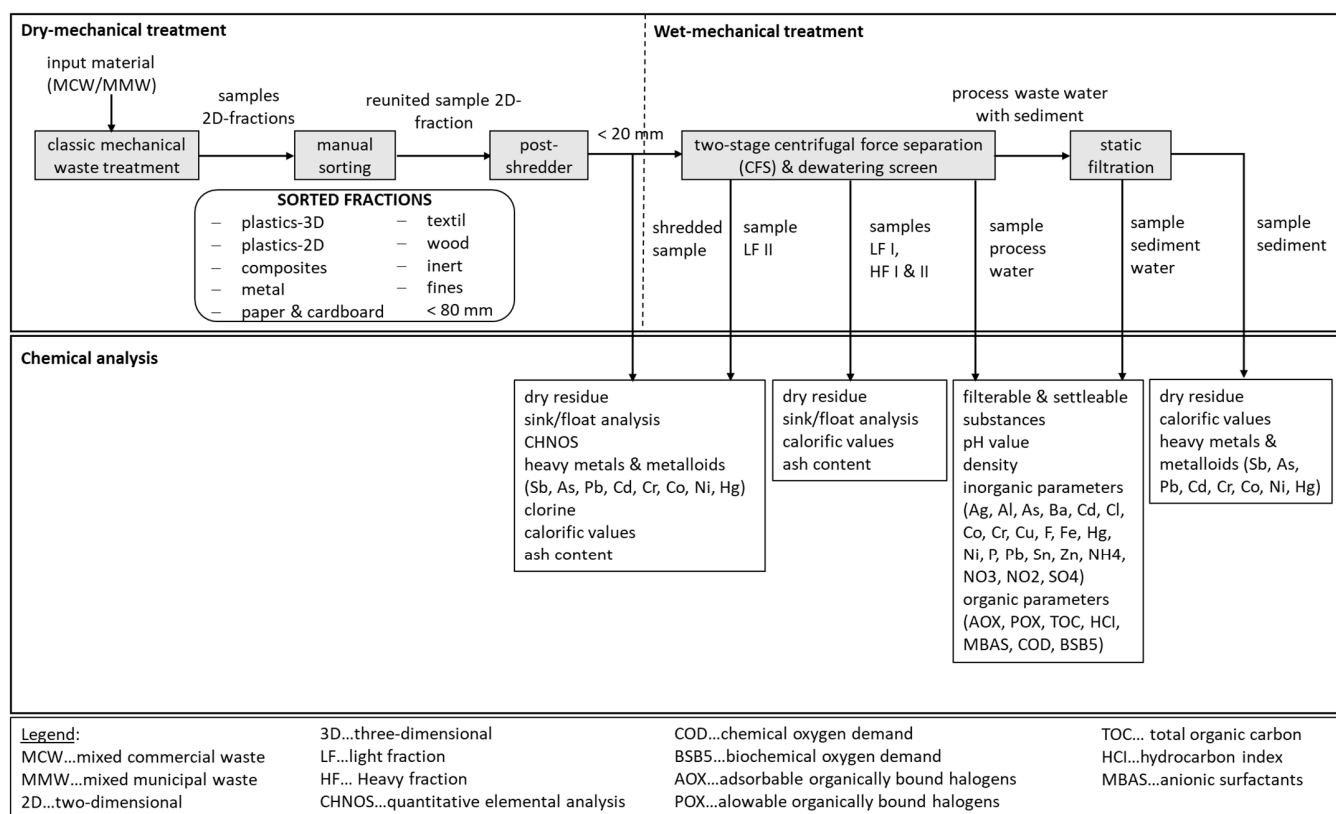 Dry-mechanical treatment
Wet-mechanical treatment
input material
(MCW/MMW)
samples
2D-fractions
reunited sample 2D-
fraction
< 20 mm
process waste water
with sediment
classic mechanical
waste treatment
manual
sorting
post-
shredder
two-stage centrifugal force separation
(CFS) & dewatering screen
static
filtration
SORTED FRACTIONS
– plastics-3D
– plastics-2D
– composites
– metal
– paper & cardboard
– textil
– wood
– inert
– fines
< 80 mm
shredded
sample
sample
LF II
samples
LF I,
HF I & II
sample
process
water
sample
sediment
water
sample
sediment
Chemical analysis
dry residue
sink/float analysis
CHNOS
heavy metals & metalloids
(Sb, As, Pb, Cd, Cr, Co, Ni, Hg)
clorine
calorific values
ash content
dry residue
sink/float analysis
calorific values
ash content
filterable & settleable
substances
pH value
density
inorganic parameters
(Ag, Al, As, Ba, Cd, Cl,
Co, Cr, Cu, F, Fe, Hg,
Ni, P, Pb, Sn, Zn, NH4,
NO3, NO2, SO4)
organic parameters
(AOX, POX, TOC, HCI,
MBAS, COD, BSB5)
dry residue
calorific values
heavy metals &
metalloids (Sb, As,
Pb, Cd, Cr, Co, Ni, Hg)
Legend:
MCW...mixed commercial waste
MMW...mixed municipal waste
2D...two-dimensional
3D...three-dimensional
LF...light fraction
HF... Heavy fraction
CHNOS...quantitative elemental analysis
COD...chemical oxygen demand
BSB5...biochemical oxygen demand
AOX...adsorbable organically bound halogens
POX...alowable organically bound halogens
TOC... total organic carbon
HCI...hydrocarbon index
MBAS...anionic surfactants